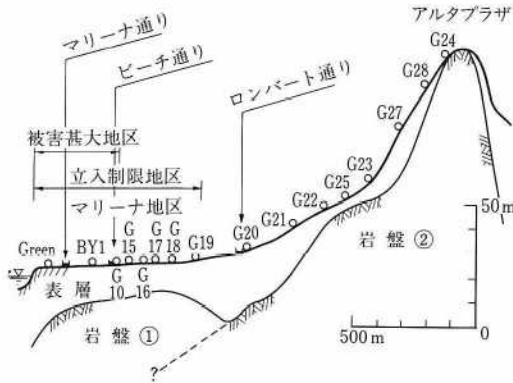 アルタプラザ
マリーナ通り
ビーチ通り
ロンバート通り
被害甚大地区
立入制限地区
マリーナ地区
Green
BY1
G
15
G
17
G
18
G
10
G
16
G19
G20
G21
G22
G25
G23
G27
G28
G24
表層
岩盤①
岩盤②
?
50m
0
500m